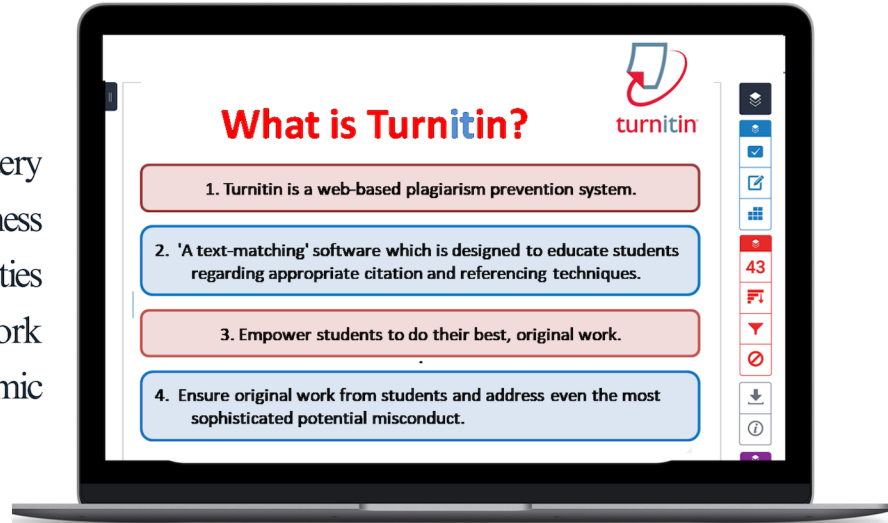 ery
ness
ties
ork
mic
What is Turnitin?
turnitin
1. Turnitin is a web-based plagiarism prevention system.
2. 'A text-matching' software which is designed to educate students
regarding appropriate citation and referencing techniques.
3. Empower students to do their best, original work.
4. Ensure original work from students and address even the most
sophisticated potential misconduct.
43